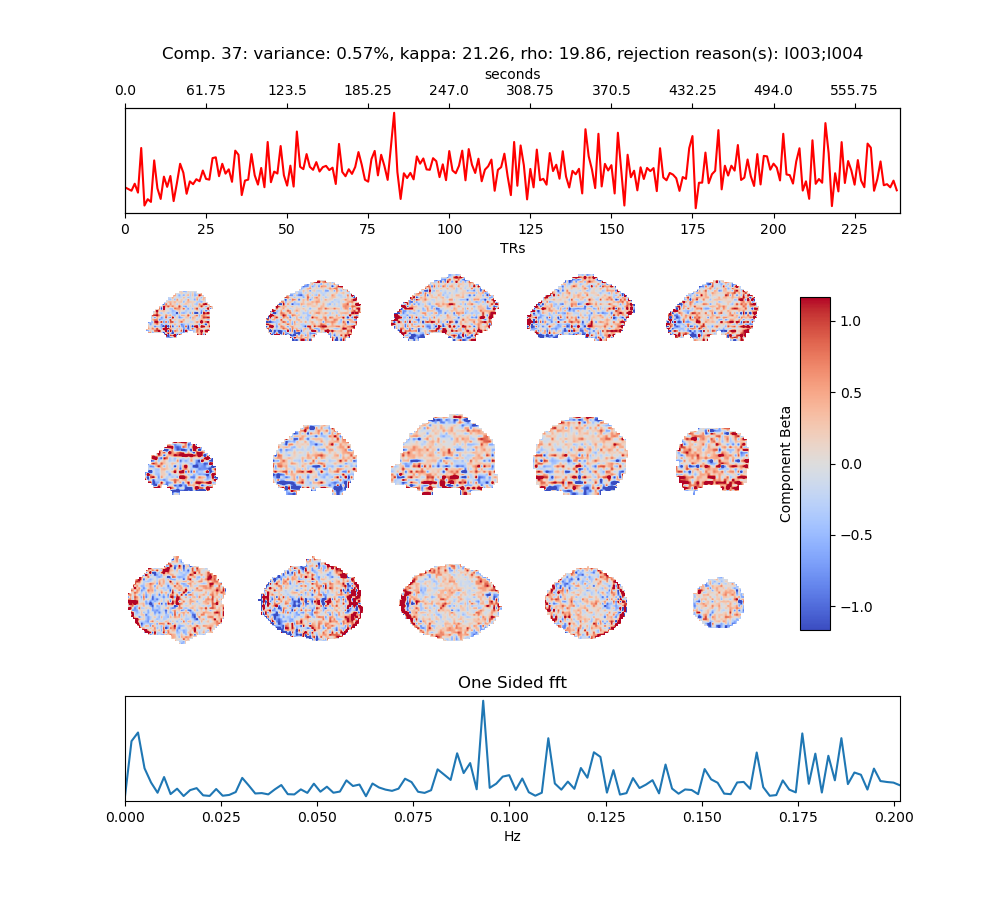 Comp. 37: variance: 0.57%, kappa: 21.26, rho: 19.86, rejection reason(s): I003;I004
seconds
0.0 61.75 123.5 185.25 247.0 308.75 370.5 432.25 494.0 555.75
0 25 50 75 100 125 150 175 200 225
TRs
1.0
0.5
0.0
−0.5
−1.0
Component Beta
One Sided fft
0.000 0.025 0.050 0.075 0.100 0.125 0.150 0.175 0.200
Hz